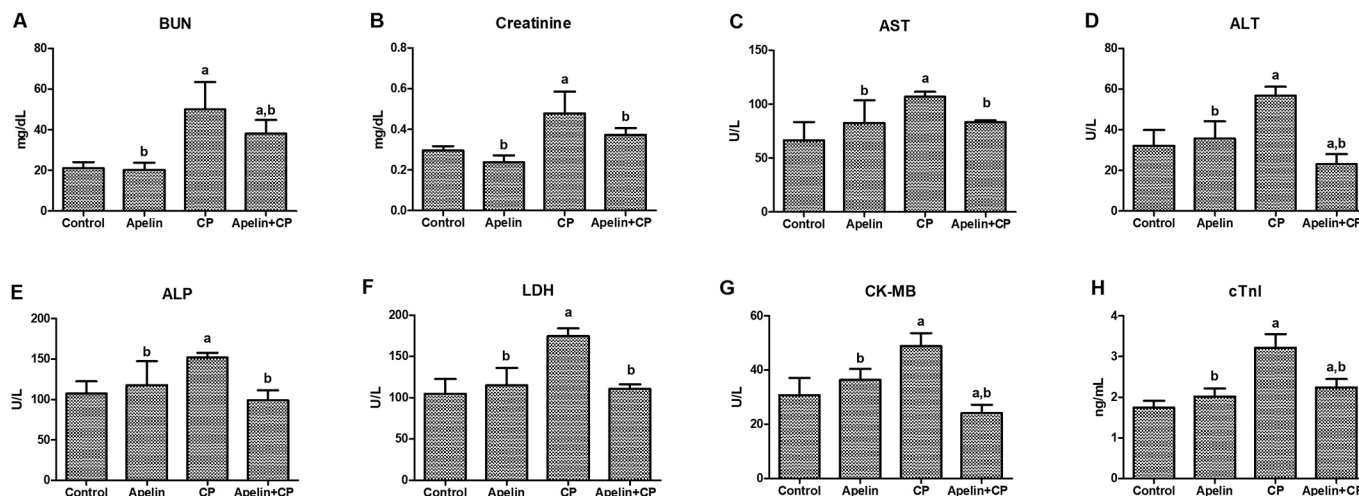 A
BUN
mg/dL
80
60
40
20
0
a
a,b
b
Control
Apelin
CP
Apelin+CP
B
Creatinine
mg/dL
0.8
0.6
0.4
0.2
0.0
a
b
b
Control
Apelin
CP
Apelin+CP
C
AST
U/L
150
100
50
0
b
a
b
Control
Apelin
CP
Apelin+CP
D
ALT
U/L
80
60
40
20
0
b
a
a,b
Control
Apelin
CP
Apelin+CP
E
ALP
U/L
200
150
100
50
0
b
a
b
Control
Apelin
CP
Apelin+CP
F
LDH
U/L
200
150
100
50
0
b
a
b
Control
Apelin
CP
Apelin+CP
G
CK-MB
U/L
60
40
20
0
b
a
a,b
Control
Apelin
CP
Apelin+CP
H
cTnI
ng/mL
4
3
2
1
0
b
a
a,b
Control
Apelin
CP
Apelin+CP